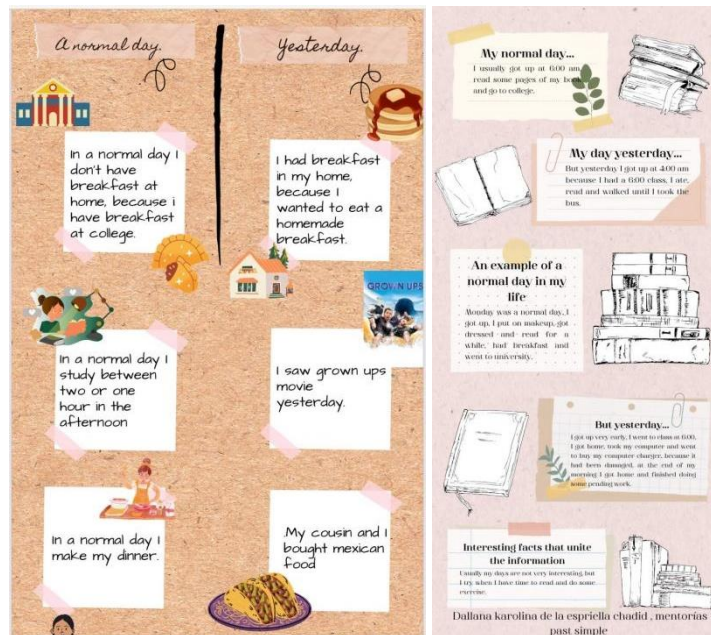 A normal day.
Yesterday.
In a normal day I
don't have
breakfast at
home, because i
have breakfast
at college.
I had breakfast
in my home,
because I
wanted to eat a
homemade
breakfast.
GROWN UPS
In a normal day I
study between
two or one
hour in the
afternoon
I saw grown ups
movie
yesterday.
In a normal day I
make my dinner.
My cousin and I
bought mexican
food
My normal day...
I usually got up at 6:00 am,
read some pages of my book
and go to college.
My day yesterday...
But yesterday I got up at 4:00 am
because I had a 6:00 class, I ate,
read and walked until I took the
bus.
An example of a
normal day in my
life
Monday was a normal day, I
got up, I put on makeup, got
dressed and read for a
while, had breakfast and
went to university.
But yesterday...
I got up very early, I went to class at 6:00,
I got home, took my computer and went
to buy my computer charger, because it
had been damaged, at the end of my
morning I got home and finished doing
some pending work.
Interesting facts that unite
the information
Usually my days are not very interesting, but
I try when I have time to read and do some
exercise.
Dallana karolina de la espriella chadid , mentorías
past simple